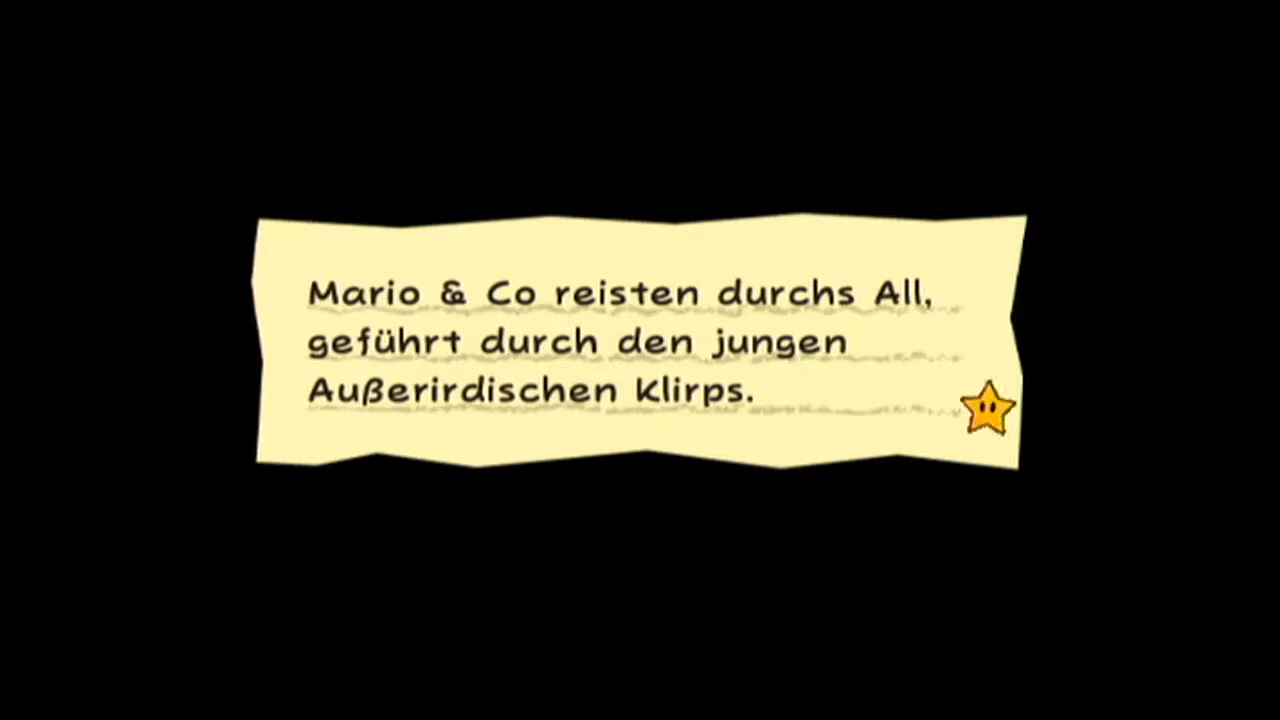 Mario & Co reisten durchs All,
geführt durch den jungen
Außerirdischen Klirps.